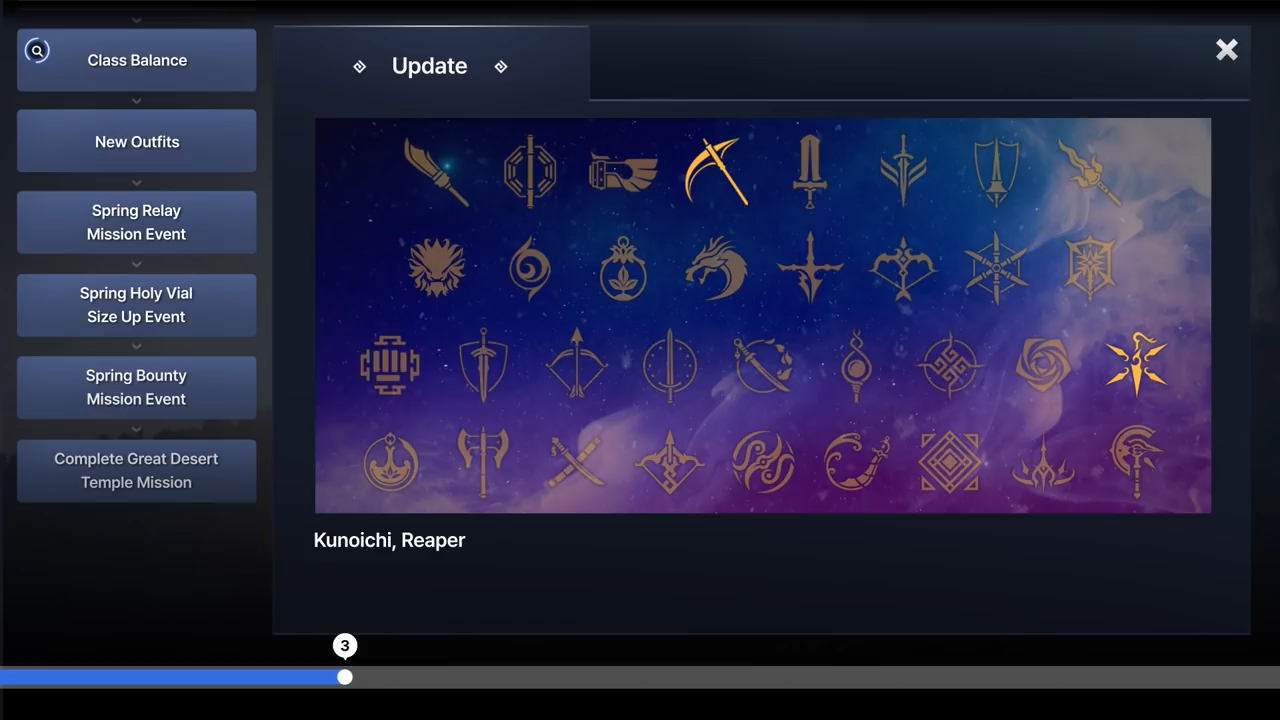 Class Balance
New Outfits
Spring Relay
Mission Event
Spring Holy Vial
Size Up Event
Spring Bounty
Mission Event
Complete Great Desert
Temple Mission
Update
Kunoichi, Reaper
3